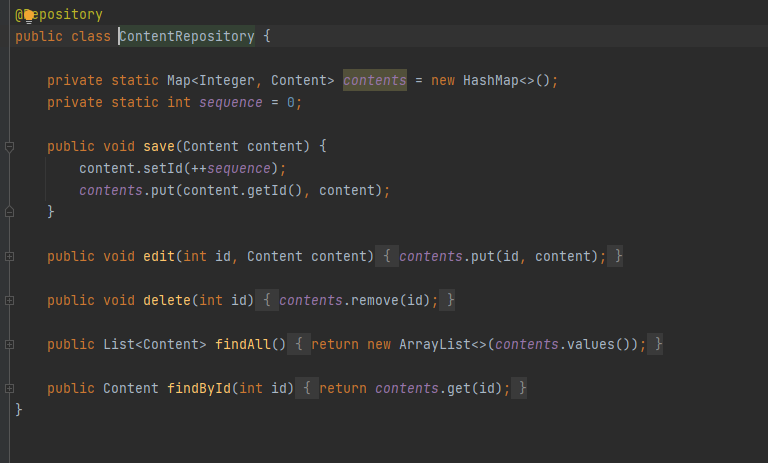 @Repository
public class ContentRepository {
private static Map<Integer, Content> contents = new HashMap<>();
private static int sequence = 0;
public void save(Content content) {
content.setId(++sequence);
contents.put(content.getId(), content);
}
public void edit(int id, Content content) { contents.put(id, content); }
public void delete(int id) { contents.remove(id); }
public List<Content> findAll() { return new ArrayList<>(contents.values()); }
public Content findById(int id) { return contents.get(id); }
}